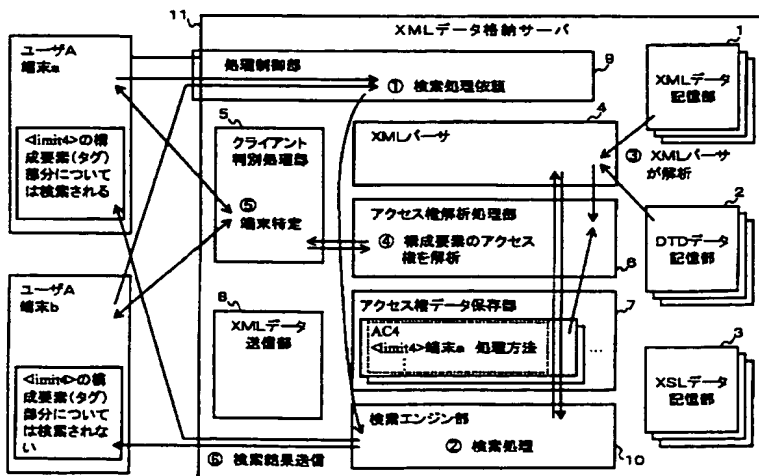 11
XMLデータ格納サーバ
ユーザA
端末a
<limit4>の構
成要素(タグ)
部分について
は検索される
ユーザA
端末b
<limit4>の構
成要素(タグ)
部分について
は検索されな
い
処理制御部
9
① 検索処理依頼
5
クライアント
判別処理部
⑤
端末特定
4
XMLパーサ
③ XMLパーサ
が解析
アクセス権解析処理部
④ 構成要素のアクセス
権を解析
6
8
XMLデータ
送信部
アクセス権データ保存部
7
AC4
<limit4>端末a 処理方法
⋮
…
検索エンジン部
② 検索処理
10
⑥ 検索結果送信
1
XMLデータ
記憶部
2
DTDデータ
記憶部
3
XSLデータ
記憶部